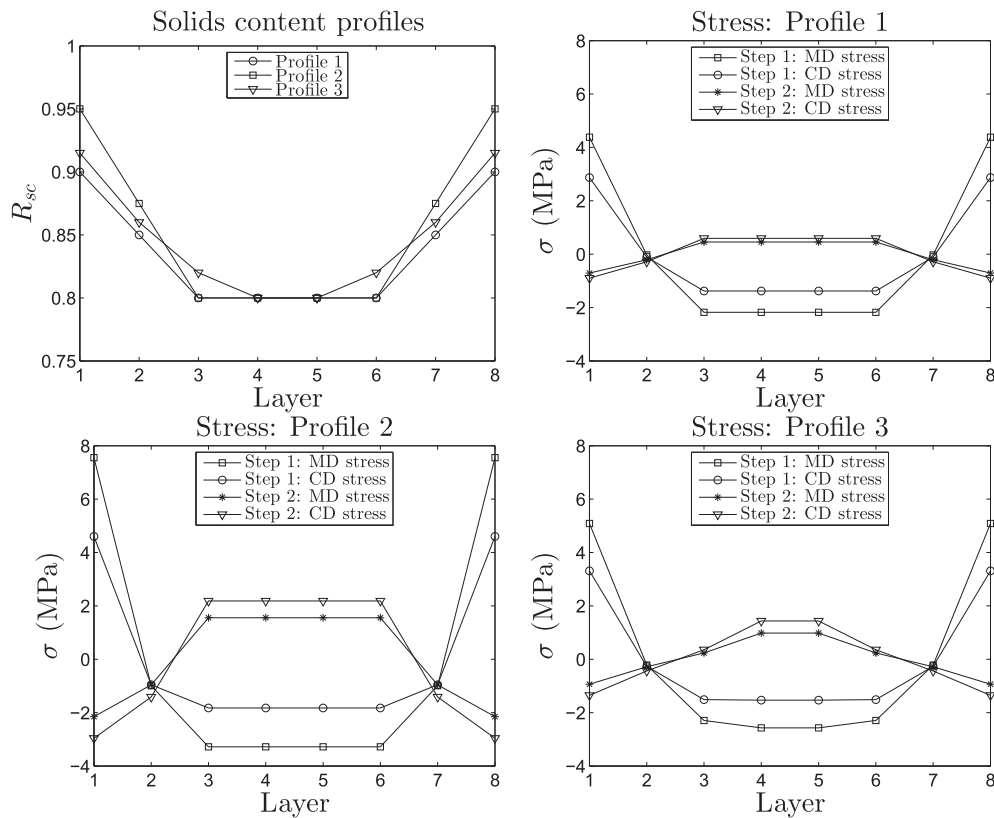 Solids content profiles
Profile 1
Profile 2
Profile 3
1
0.95
0.9
0.85
0.8
0.75
R_sc
1 2 3 4 5 6 7 8
Layer
Stress: Profile 1
Step 1: MD stress
Step 1: CD stress
Step 2: MD stress
Step 2: CD stress
8
6
4
2
0
−2
−4
σ (MPa)
1 2 3 4 5 6 7 8
Layer
Stress: Profile 2
Step 1: MD stress
Step 1: CD stress
Step 2: MD stress
Step 2: CD stress
8
6
4
2
0
−2
−4
σ (MPa)
1 2 3 4 5 6 7 8
Layer
Stress: Profile 3
Step 1: MD stress
Step 1: CD stress
Step 2: MD stress
Step 2: CD stress
8
6
4
2
0
−2
−4
σ (MPa)
1 2 3 4 5 6 7 8
Layer